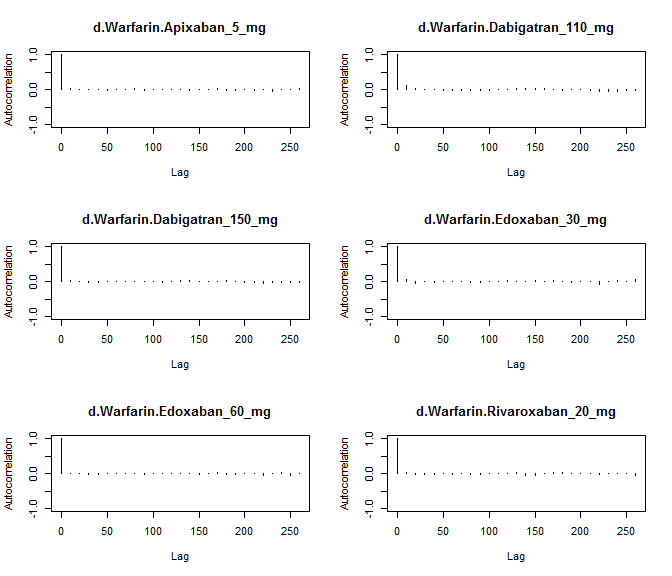 d.Warfarin.Apixaban_5_mg
Autocorrelation
1.0
0.0
-1.0
0 50 100 150 200 250
Lag
d.Warfarin.Dabigatran_110_mg
Autocorrelation
1.0
0.0
-1.0
0 50 100 150 200 250
Lag
d.Warfarin.Dabigatran_150_mg
Autocorrelation
1.0
0.0
-1.0
0 50 100 150 200 250
Lag
d.Warfarin.Edoxaban_30_mg
Autocorrelation
1.0
0.0
-1.0
0 50 100 150 200 250
Lag
d.Warfarin.Edoxaban_60_mg
Autocorrelation
1.0
0.0
-1.0
0 50 100 150 200 250
Lag
d.Warfarin.Rivaroxaban_20_mg
Autocorrelation
1.0
0.0
-1.0
0 50 100 150 200 250
Lag